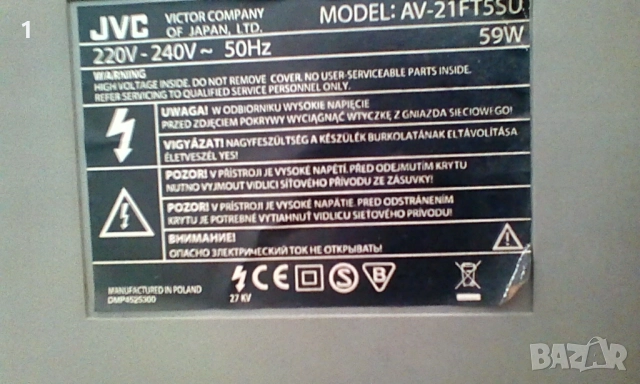 1
JVC VICTOR COMPANY OF JAPAN, LTD.
MODEL: AV-21FT5SU
220V - 240V ~ 50Hz
59W
WARNING
HIGH VOLTAGE INSIDE. DO NOT REMOVE COVER. NO USER-SERVICEABLE PARTS INSIDE.
REFER SERVICING TO QUALIFIED SERVICE PERSONNEL ONLY.
UWAGA! W ODBIORNIKU WYSOKIE NAPIĘCIE
PRZED ZDJĘCIEM POKRYWY WYCIĄGNĄĆ WTYCZKĘ Z GNIAZDA SIECIOWEGO!
VIGYÁZAT! NAGYFESZÜLTSÉG A KÉSZÜLÉK BURKOLATÁNAK ELTÁVOLÍTÁSA
ÉLETVESZÉLYES!
POZOR! V PŘÍSTROJI JE VYSOKÉ NAPĚTÍ. PŘED ODEJMUTÍM KRYTU
NUTNO VYJMOUT VIDLICI SÍŤOVÉHO PŘÍVODU ZE ZÁSUVKY!
POZOR! V PRÍSTROJI JE VYSOKÉ NAPÄTIE. PRED ODSTRÁNENÍM
KRYTU JE POTREBNÉ VYTIAHNUŤ VIDLICU SIEŤOVÉHO PRÍVODU!
ВНИМАНИЕ!
ОПАСНО ЭЛЕКТРИЧЕСКИЙ ТОК НЕ ОТКРЫВАТЬ!
CE S B
MANUFACTURED IN POLAND
27 KV
BAZAR